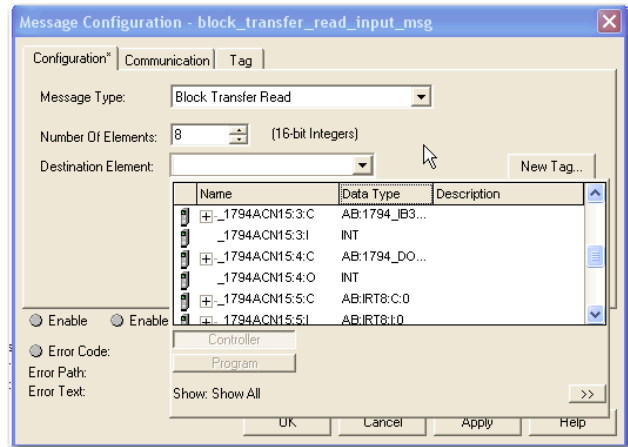 Message Configuration - block_transfer_read_input_msg
Configuration* Communication Tag
Message Type: Block Transfer Read
Number Of Elements: 8 (16-bit Integers)
Destination Element: New Tag...
Name Data Type Description
_1794ACN15:3:C AB:1794_IB3...
_1794ACN15:3:I INT
_1794ACN15:4:C AB:1794_DO...
_1794ACN15:4:O INT
_1794ACN15:5:C AB:IRT8:C:0
_1794ACN15:5:I AB:IRT8:I:0
Enable Enable
Controller
Error Code:
Program
Error Path:
Error Text: Show: Show All >>
OK Cancel Apply Help